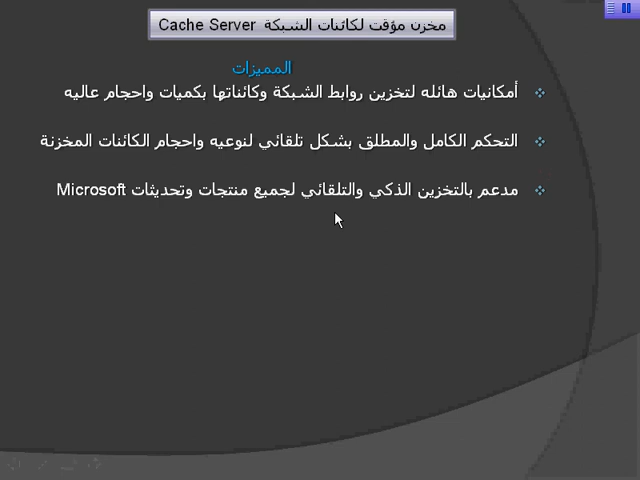 مخزن مؤقت لكائنات الشبكة Cache Server
المميزات
أمكانيات هائله لتخزين روابط الشبكة وكائناتها بكميات واحجام عاليه
التحكم الكامل والمطلق بشكل تلقائي لنوعيه واحجام الكائنات المخزنة
مدعم بالتخزين الذكي والتلقائي لجميع منتجات وتحديثات Microsoft